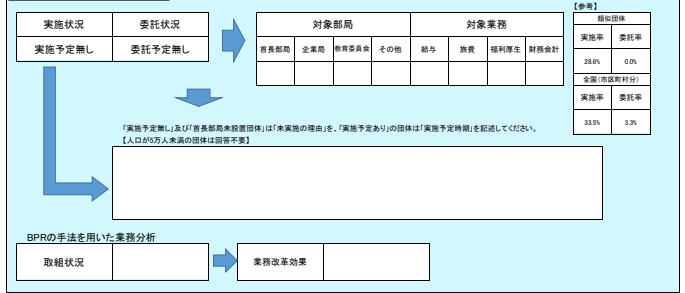 【参考】
実施状況 委託状況
実施予定無し 委託予定無し
対象部局 対象業務
首長部局 企業局 教育委員会 その他 給与 旅費 福利厚生 財務会計
類似団体
実施率 委託率
28.6% 0.0%
全国(市区町村分)
実施率 委託率
33.5% 3.3%
「実施予定無し」及び「首長部局未設置団体」は「未実施の理由」を、「実施予定あり」の団体は「実施予定時期」を記述してください。
【人口が5万人未満の団体は回答不要】
BPRの手法を用いた業務分析
取組状況 業務改革効果